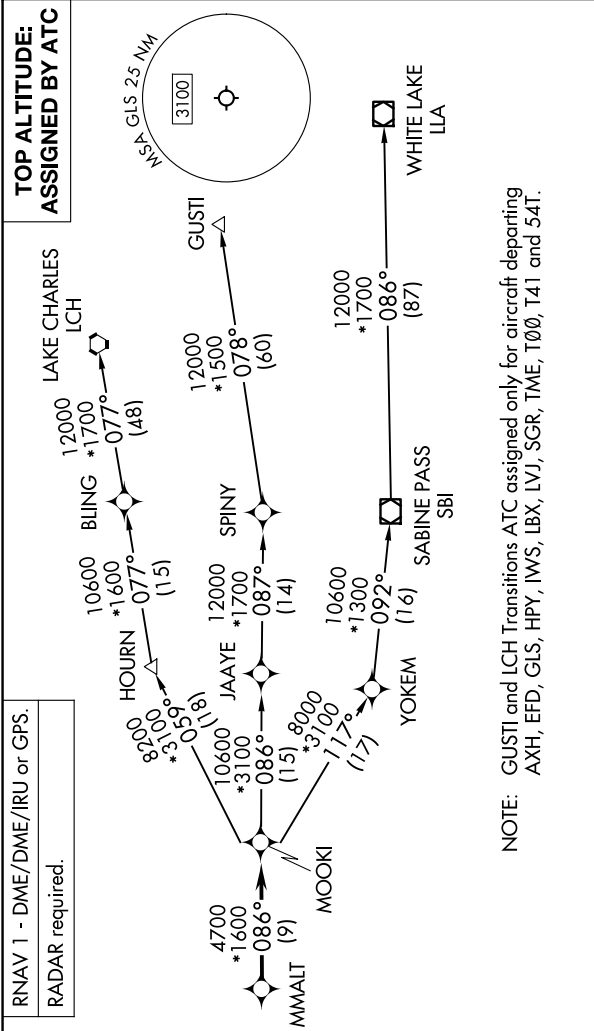 RNAV 1 - DME/DME/IRU or GPS.
RADAR required.
TOP ALTITUDE:
ASSIGNED BY ATC
MSA GLS 25 NM
3100
LAKE CHARLES
LCH
12000
*1700
077°
(48)
BLING
10600
*1600
077°
(15)
HOURN
8200
*3100
059°
(18)
GUSTI
12000
*1500
078°
(60)
SPINY
12000
*1700
087°
(14)
JAAYE
10600
*3100
086°
(15)
MOOKI
4700
*1600
086°
(9)
MMALT
8000
*3100
117°
(17)
YOKEM
10600
*1300
092°
(16)
SABINE PASS
SBI
12000
*1700
086°
(87)
WHITE LAKE
LLA
NOTE: GUSTI and LCH Transitions ATC assigned only for aircraft departing
AXH, EFD, GLS, HPY, IWS, LBX, LVJ, SGR, TME, TØØ, T41 and 54T.